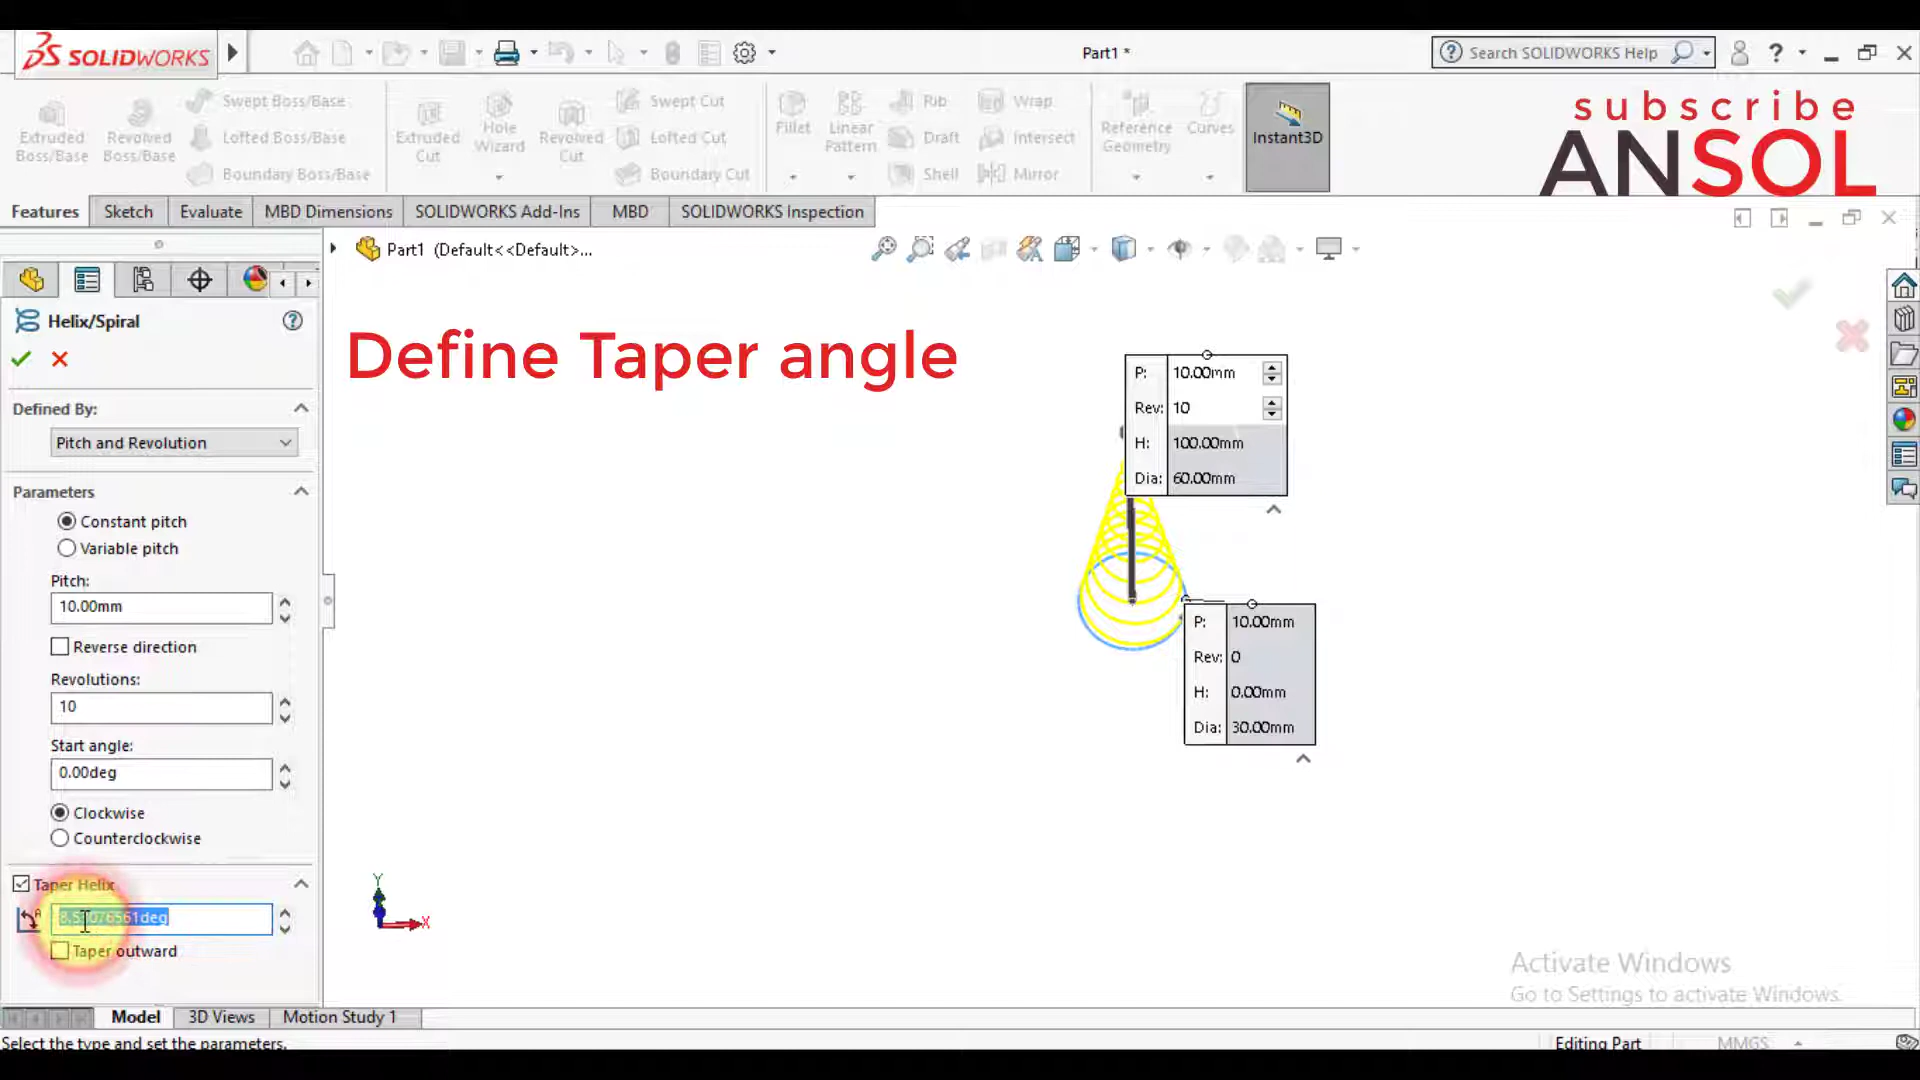 SOLIDWORKS
Part1 *
Search SOLIDWORKS Help
subscribe
ANSOL
Extruded Boss/Base
Revolved Boss/Base
Swept Boss/Base
Lofted Boss/Base
Boundary Boss/Base
Extruded Cut
Hole Wizard
Revolved Cut
Swept Cut
Lofted Cut
Boundary Cut
Fillet
Linear Pattern
Rib
Draft
Shell
Wrap
Intersect
Mirror
Reference Geometry
Curves
Instant3D
Features
Sketch
Evaluate
MBD Dimensions
SOLIDWORKS Add-Ins
MBD
SOLIDWORKS Inspection
Part1 (Default<<Default>...
Helix/Spiral
Define Taper angle
Defined By:
Pitch and Revolution
Parameters
Constant pitch
Variable pitch
Pitch:
10.00mm
Reverse direction
Revolutions:
10
Start angle:
0.00deg
Clockwise
Counterclockwise
Taper Helix
Taper outward
P: 10.00mm
Rev: 10
H: 100.00mm
Dia: 60.00mm
P: 10.00mm
Rev: 0
H: 0.00mm
Dia: 30.00mm
Y
X
Activate Windows
Go to Settings to activate Windows.
Model
3D Views
Motion Study 1
Select the type and set the parameters.
Editing Part
MMGS